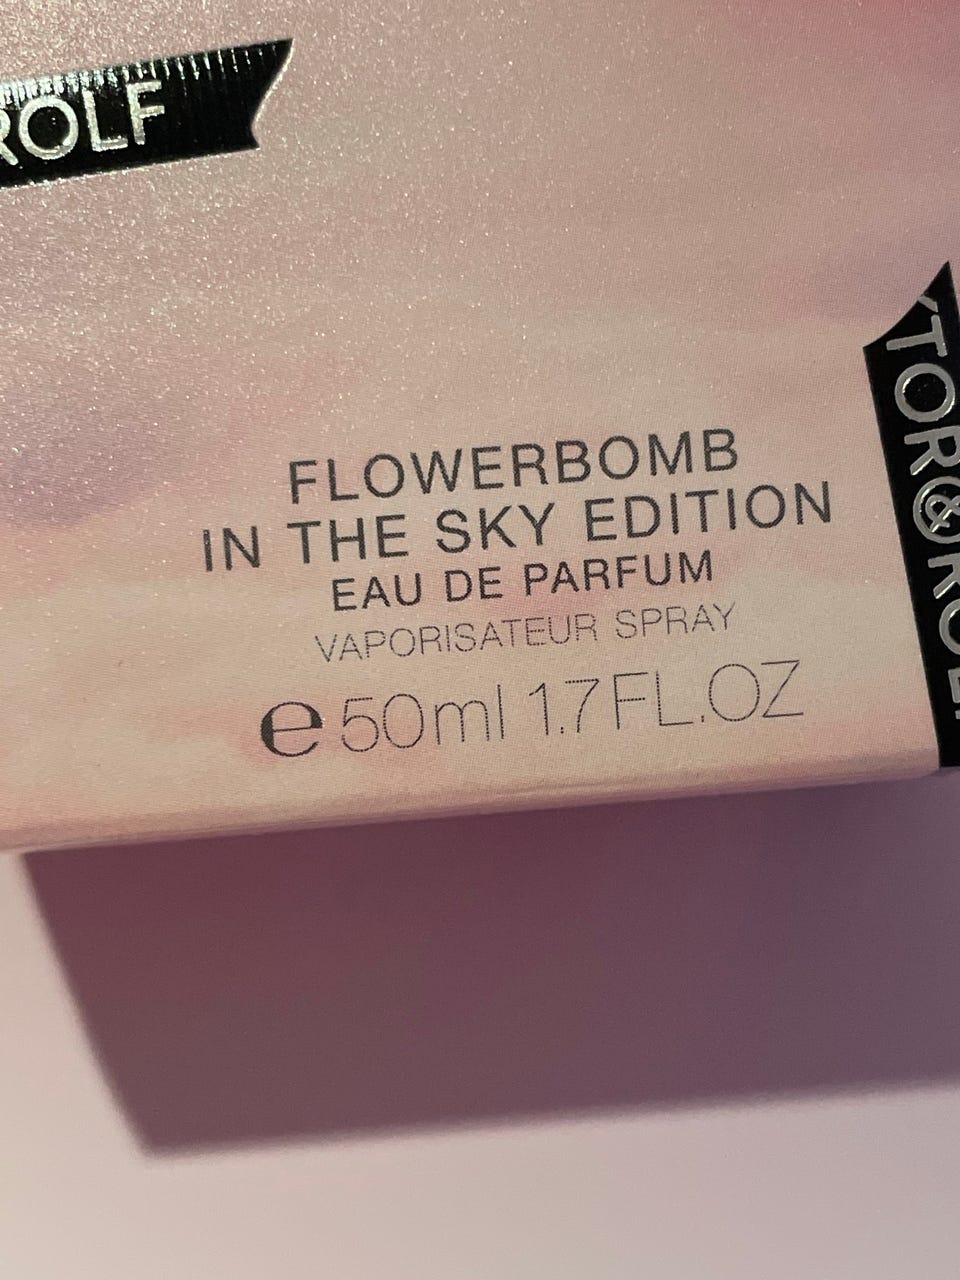 ROLF
FLOWERBOMB
IN THE SKY EDITION
EAU DE PARFUM
VAPORISATEUR SPRAY
℮ 50ml 1.7 FL.OZ
TOR&ROLF